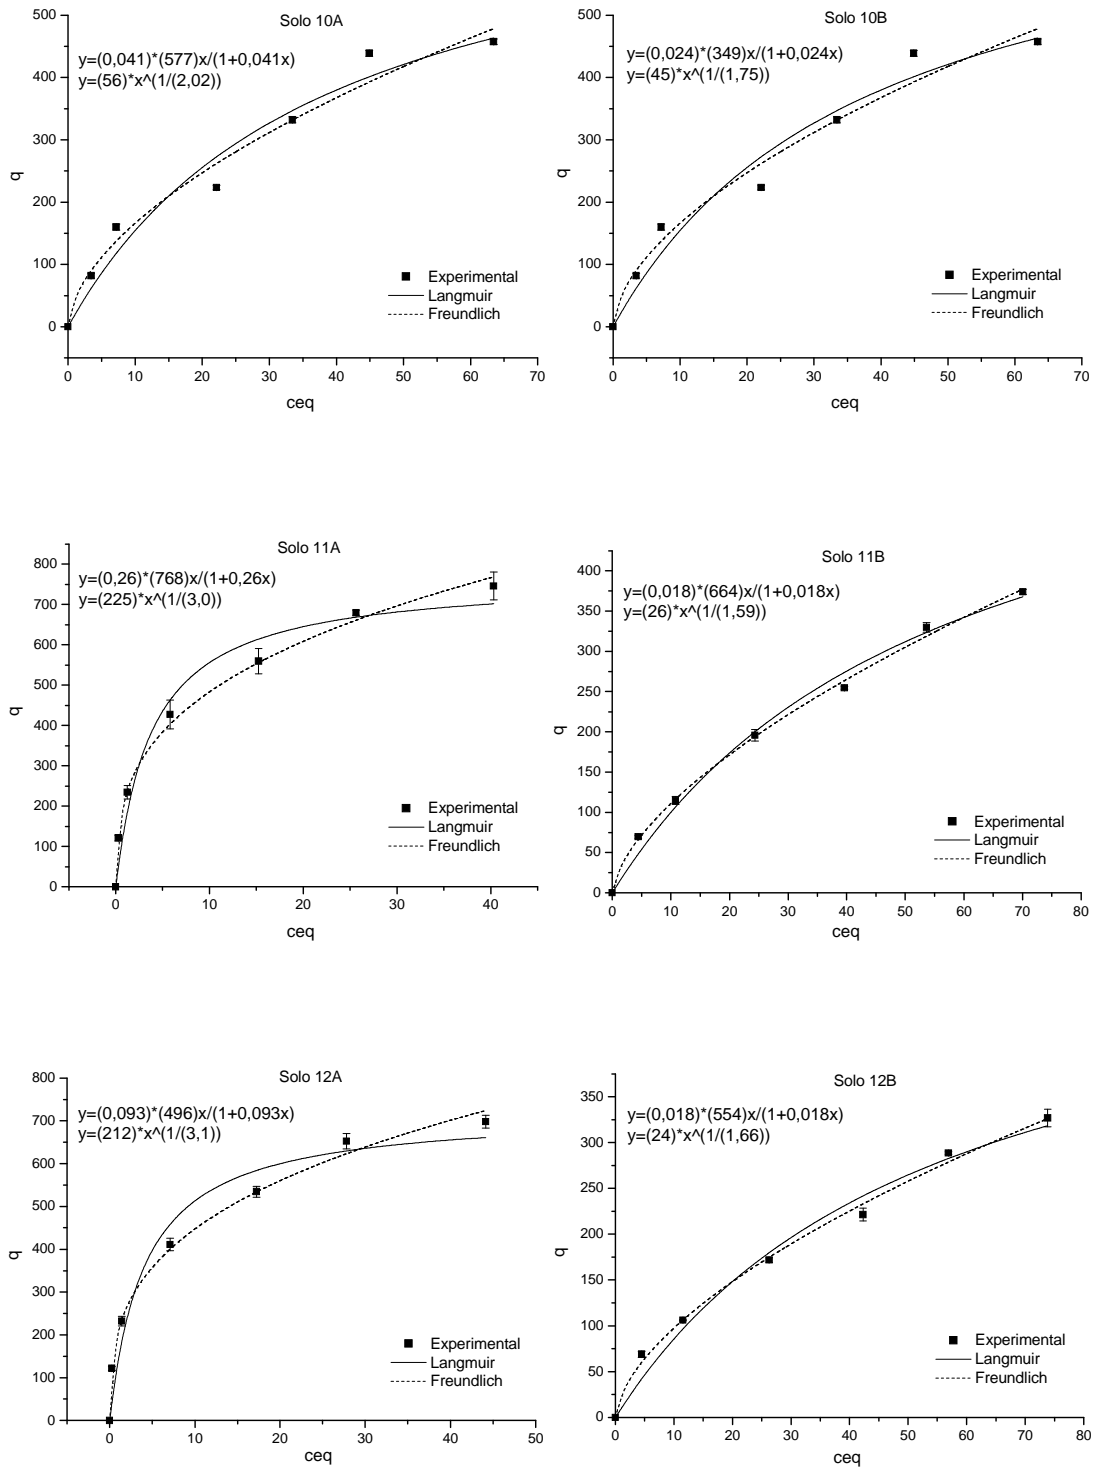 Solo 10A
y=(0,041)*(577)x/(1+0,041x)
y=(56)*x^(1/(2,02))
500
400
300
200
100
0
q
Experimental
Langmuir
Freundlich
0 10 20 30 40 50 60 70
ceq
Solo 10B
y=(0,024)*(349)x/(1+0,024x)
y=(45)*x^(1/(1,75))
500
400
300
200
100
0
q
Experimental
Langmuir
Freundlich
0 10 20 30 40 50 60 70
ceq
Solo 11A
y=(0,26)*(768)x/(1+0,26x)
y=(225)*x^(1/(3,0))
800
700
600
500
400
300
200
100
0
q
Experimental
Langmuir
Freundlich
0 10 20 30 40
ceq
Solo 11B
y=(0,018)*(664)x/(1+0,018x)
y=(26)*x^(1/(1,59))
400
350
300
250
200
150
100
50
0
q
Experimental
Langmuir
Freundlich
0 10 20 30 40 50 60 70 80
ceq
Solo 12A
y=(0,093)*(496)x/(1+0,093x)
y=(212)*x^(1/(3,1))
800
700
600
500
400
300
200
100
0
q
Experimental
Langmuir
Freundlich
0 10 20 30 40 50
ceq
Solo 12B
y=(0,018)*(554)x/(1+0,018x)
y=(24)*x^(1/(1,66))
350
300
250
200
150
100
50
0
q
Experimental
Langmuir
Freundlich
0 10 20 30 40 50 60 70 80
ceq